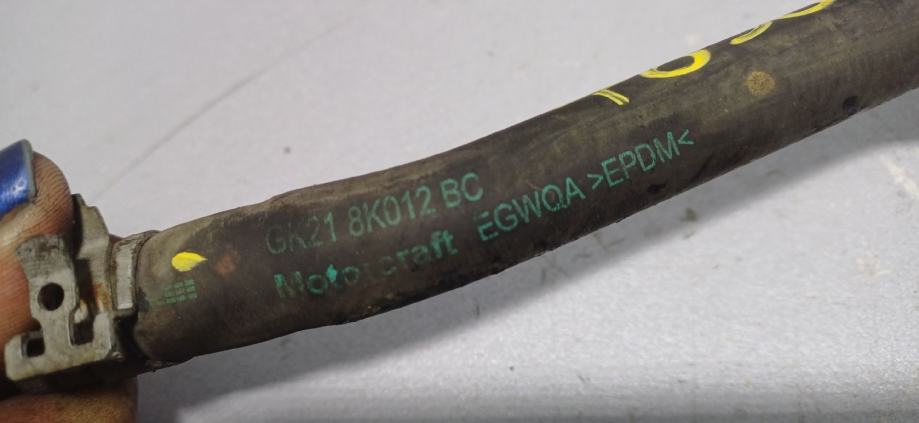 GK21 8K012 BC
Motorcraft EGWQA >EPDM<